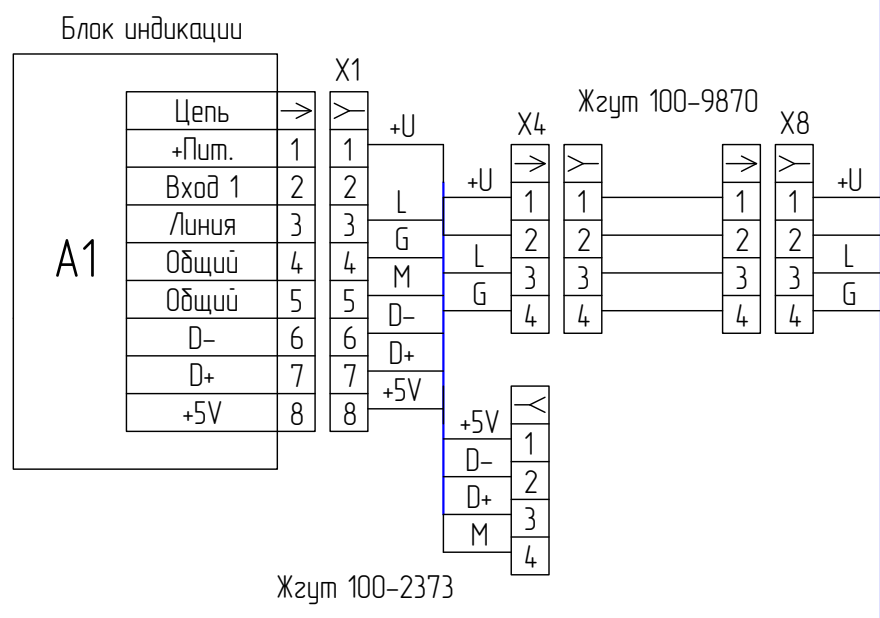 Блок индикации
A1
X1
Цепь
+Пит. 1 1
Вход 1 2 2
Линия 3 3
Общий 4 4
Общий 5 5
D- 6 6
D+ 7 7
+5V 8 8
+U
L
G
M
D-
D+
+5V
X4
Жгут 100-9870
X8
+U 1 1 1 1 +U
2 2 2 2
L 3 3 3 3 L
G 4 4 4 4 G
+5V 1
D- 2
D+ 3
M 4
Жгут 100-2373